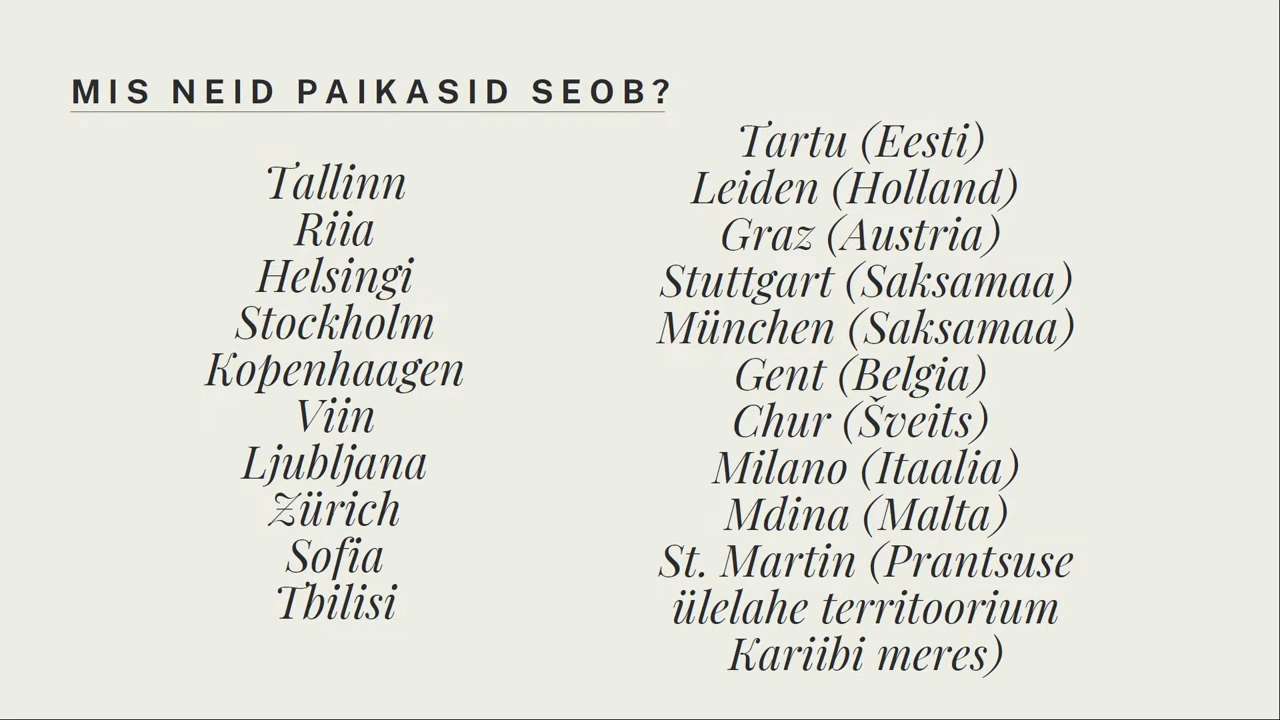 MIS NEID PAIKASID SEOB?
Tallinn
Riia
Helsingi
Stockholm
Kopenhaagen
Viin
Ljubljana
Zürich
Sofia
Tbilisi
Tartu (Eesti)
Leiden (Holland)
Graz (Austria)
Stuttgart (Saksamaa)
München (Saksamaa)
Gent (Belgia)
Chur (Šveits)
Milano (Itaalia)
Mdina (Malta)
St. Martin (Prantsuse
ülelahe territoorium
Kariibi meres)